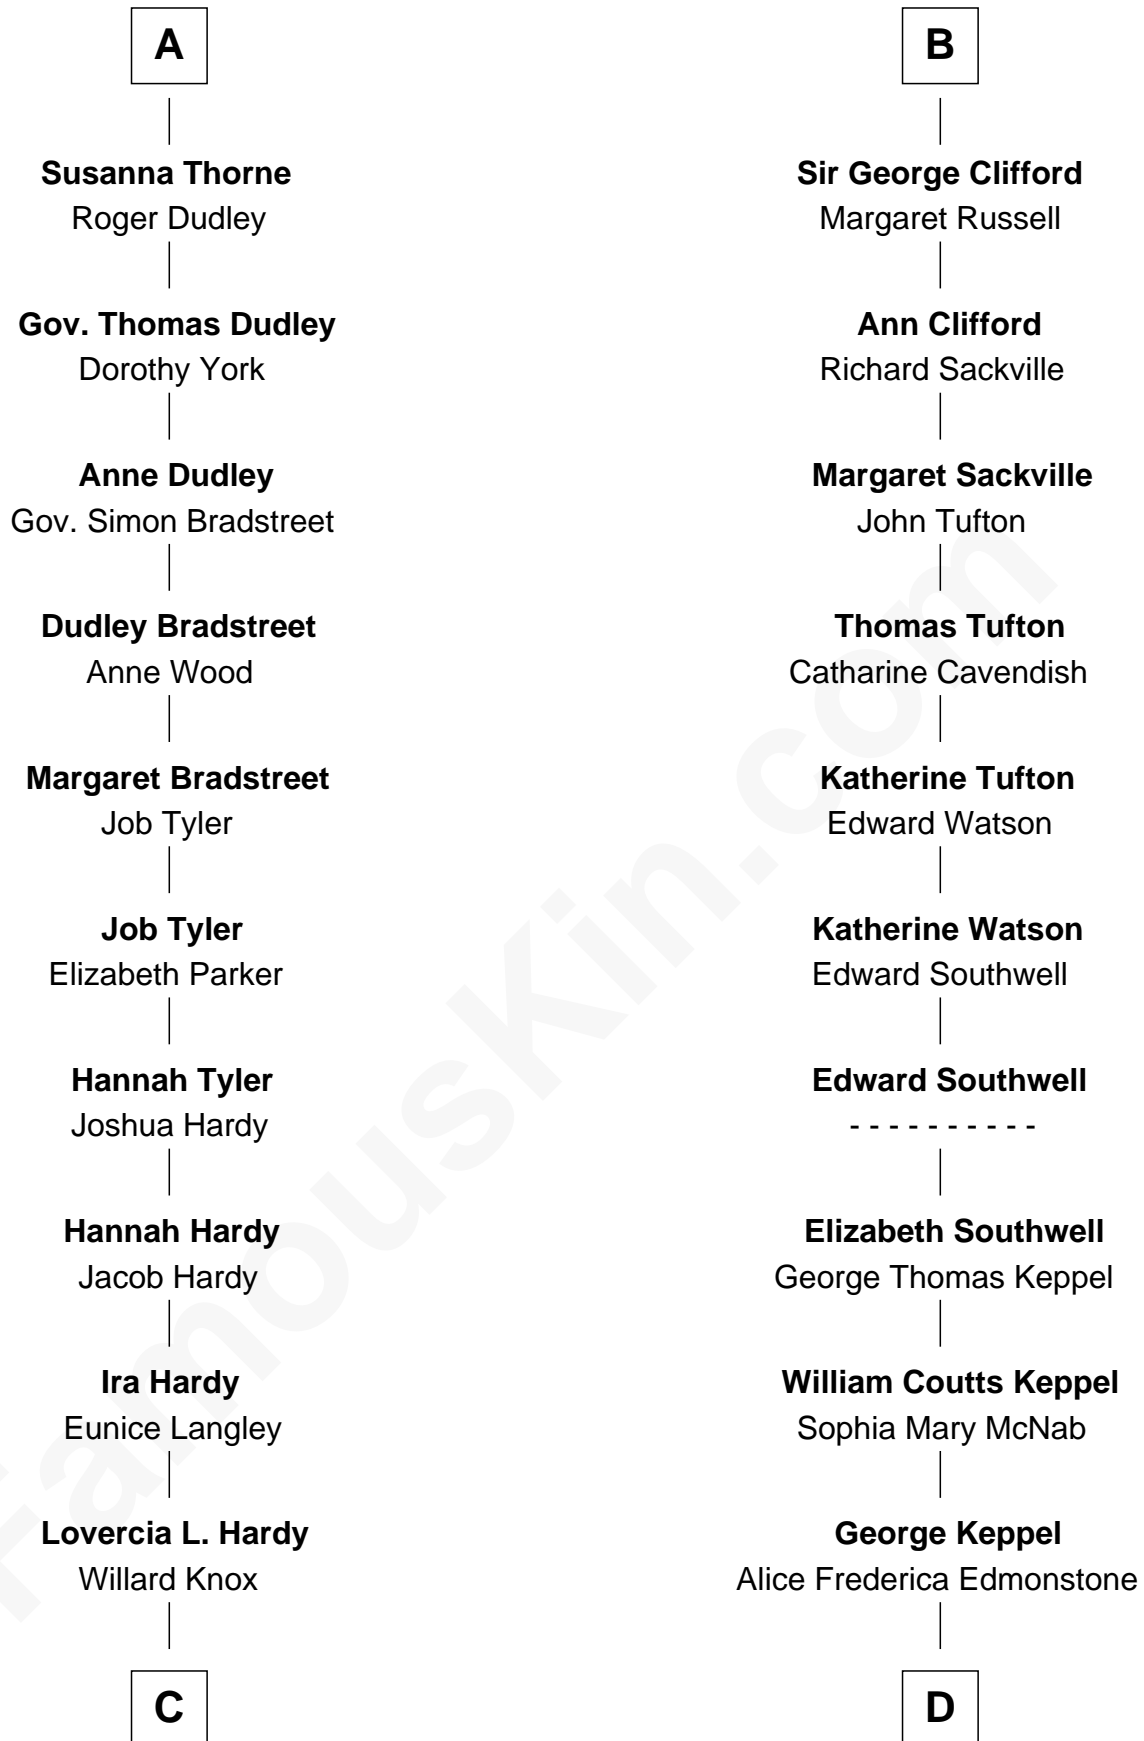 A
Susanna Thorne
Roger Dudley
Gov. Thomas Dudley
Dorothy York
Anne Dudley
Gov. Simon Bradstreet
Dudley Bradstreet
Anne Wood
Margaret Bradstreet
Job Tyler
Job Tyler
Elizabeth Parker
Hannah Tyler
Joshua Hardy
Hannah Hardy
Jacob Hardy
Ira Hardy
Eunice Langley
Lovercia L. Hardy
Willard Knox
C
B
Sir George Clifford
Margaret Russell
Ann Clifford
Richard Sackville
Margaret Sackville
John Tufton
Thomas Tufton
Catharine Cavendish
Katherine Tufton
Edward Watson
Katherine Watson
Edward Southwell
Edward Southwell
- - - - - - - - - -
Elizabeth Southwell
George Thomas Keppel
William Coutts Keppel
Sophia Mary McNab
George Keppel
Alice Frederica Edmonstone
D
FamousKin.com